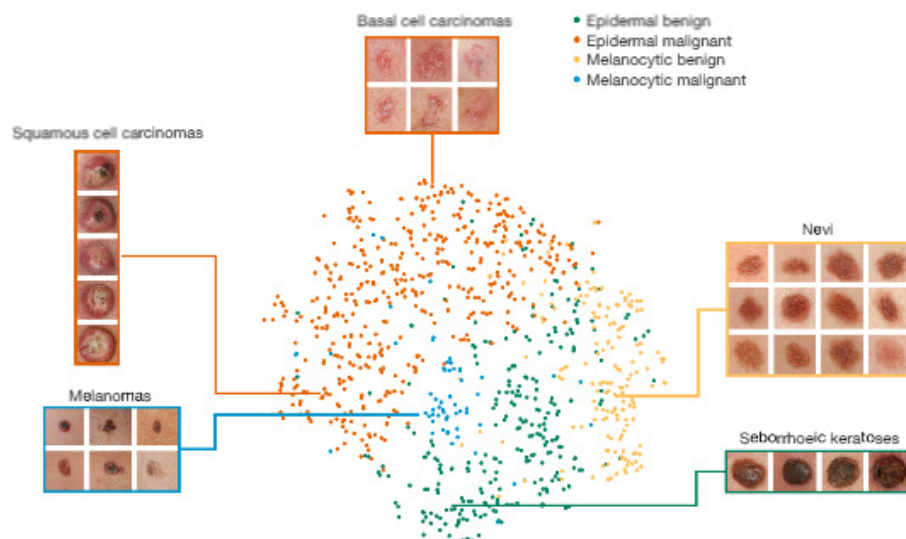 Basal cell carcinomas
Epidermal benign
Epidermal malignant
Melanocytic benign
Melanocytic malignant
Squamous cell carcinomas
Nevi
Melanomas
Seborrhoeic keratoses